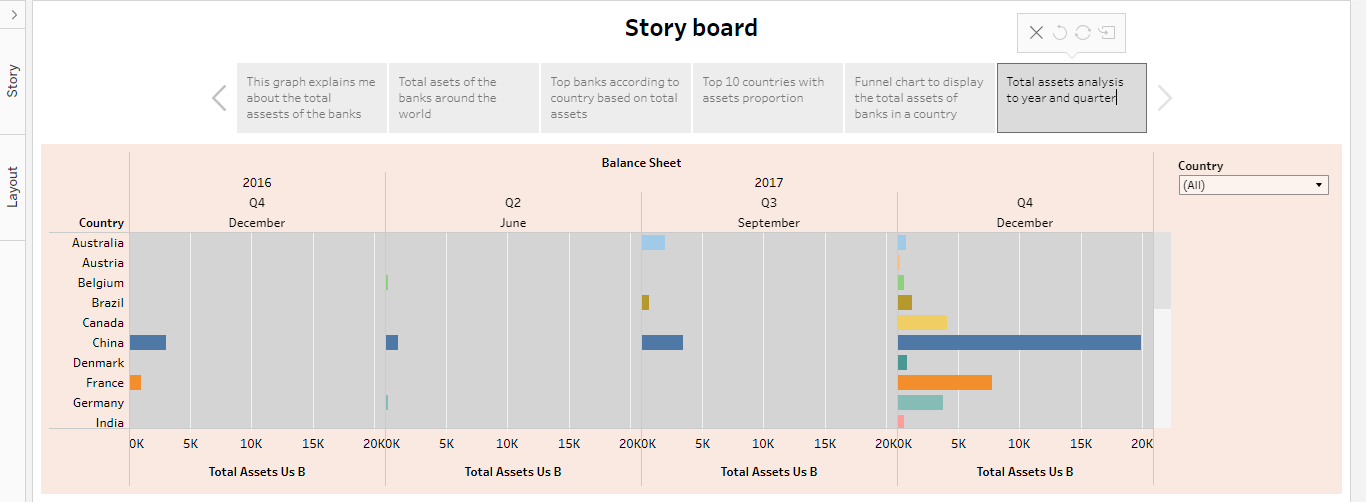 Story board
Story
Layout
This graph explains me
about the total
assests of the banks
Total asets of the
banks around the
world
Top banks according to
country based on total
assets
Top 10 countries with
assets proportion
Funnel chart to display
the total assets of
banks in a country
Total assets analysis
to year and quarter
Balance Sheet
2016
2017
Q4
Q2
Q3
Q4
Country
December
June
September
December
Australia
Austria
Belgium
Brazil
Canada
China
Denmark
France
Germany
India
0K 5K 10K 15K 20K
0K 5K 10K 15K 20K
0K 5K 10K 15K 20K
0K 5K 10K 15K 20K
Total Assets Us B
Total Assets Us B
Total Assets Us B
Total Assets Us B
Country
(All)